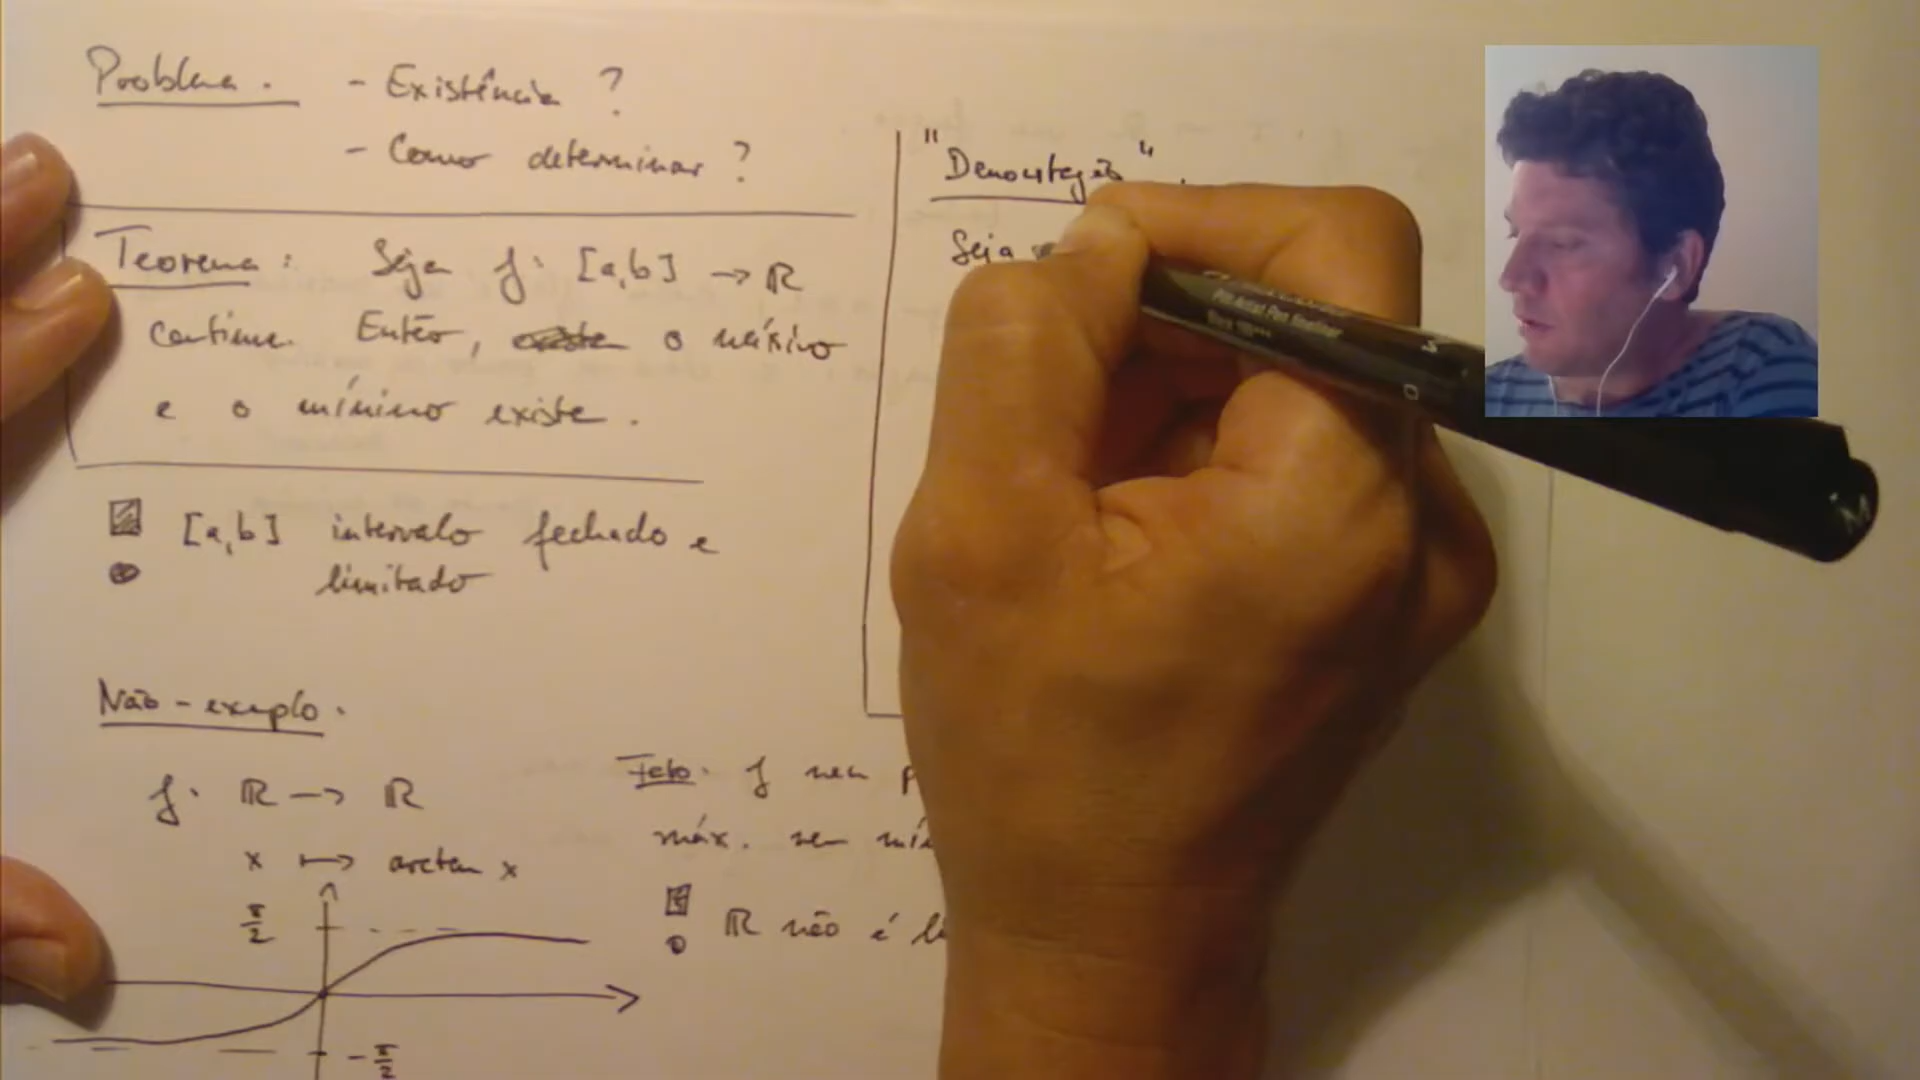 Problema. - Existência ?
- Como determinar ?
Teorema: Seja f: [a,b] → ℝ
contínua. Então, o máximo
e o mínimo existe.
[a,b] intervalo fechado e
limitado
Não-exemplo.
f: ℝ → ℝ
x ↦ arctan x
π/2
-π/2
"Demonstração".
Seja
Facto. f nem
máx. nem
ℝ não é